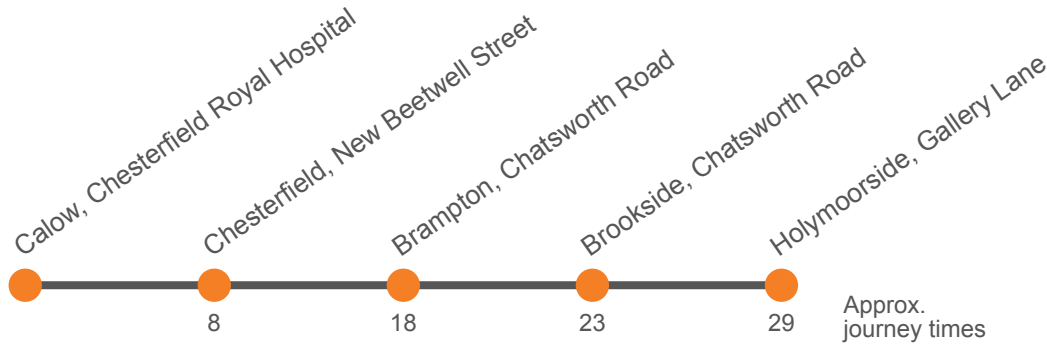 Calow, Chesterfield Royal Hospital
Chesterfield, New Beetwell Street
Brampton, Chatsworth Road
Brookside, Chatsworth Road
Holymoorside, Gallery Lane
8
18
23
29
Approx.
journey times